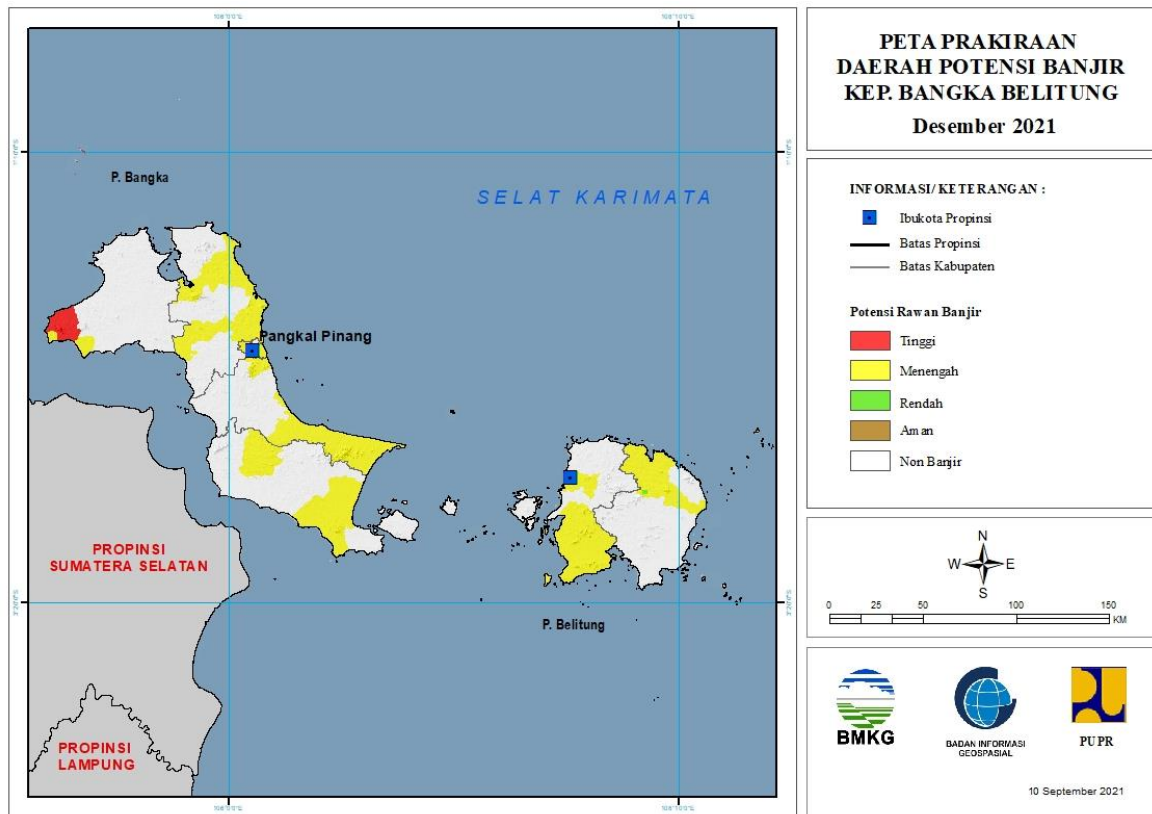 PETA PRAKIRAAN
DAERAH POTENSI BANJIR
KEP. BANGKA BELITUNG
Desember 2021
P. Bangka
SELAT KARIMATA
Pangkal Pinang
PROPINSI
SUMATERA SELATAN
P. Belitung
PROPINSI
LAMPUNG
INFORMASI/ KETERANGAN :
Ibukota Propinsi
Batas Propinsi
Batas Kabupaten
Potensi Rawan Banjir
Tinggi
Menengah
Rendah
Aman
Non Banjir
N
W E
S
0 25 50 100 150
KM
BMKG
BADAN INFORMASI
GEOSPASIAL
PUPR
10 September 2021